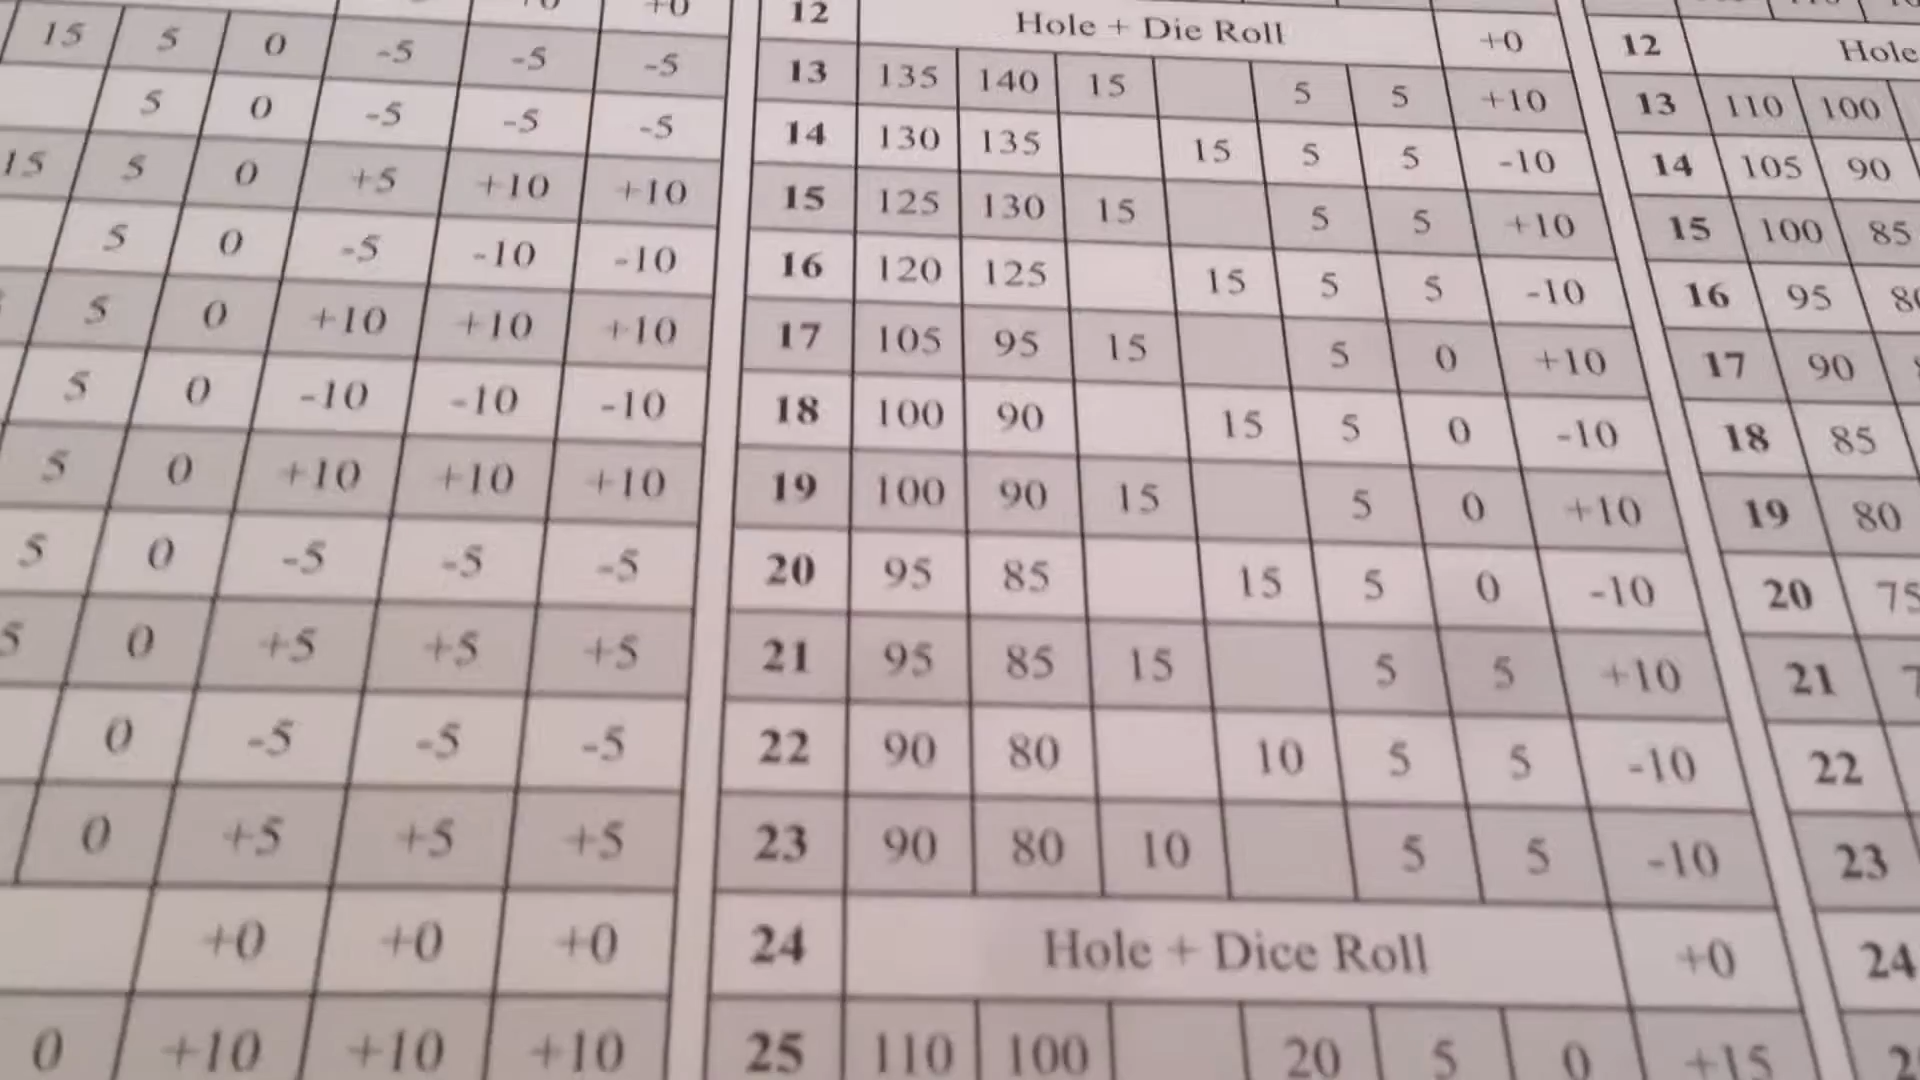 12 Hole + Die Roll +0 12 Hole
15 5 0 -5 -5 -5 13 135 140 15 5 5 +10 13 110 100
5 0 -5 -5 -5 14 130 135 15 5 5 -10 14 105 90
15 5 0 +5 +10 +10 15 125 130 15 5 5 +10 15 100 85
5 0 -5 -10 -10 16 120 125 15 5 5 -10 16 95
5 0 +10 +10 +10 17 105 95 15 5 0 +10 17 90
5 0 -10 -10 -10 18 100 90 15 5 0 -10 18 85
5 0 +10 +10 +10 19 100 90 15 5 0 +10 19 80
5 0 -5 -5 -5 20 95 85 15 5 0 -10 20 75
5 0 +5 +5 +5 21 95 85 15 5 5 +10 21
0 -5 -5 -5 22 90 80 10 5 5 -10 22
0 +5 +5 +5 23 90 80 10 5 5 -10 23
+0 +0 +0 24 Hole + Dice Roll +0 24
0 +10 +10 +10 25 110 100 20 5 0 +15